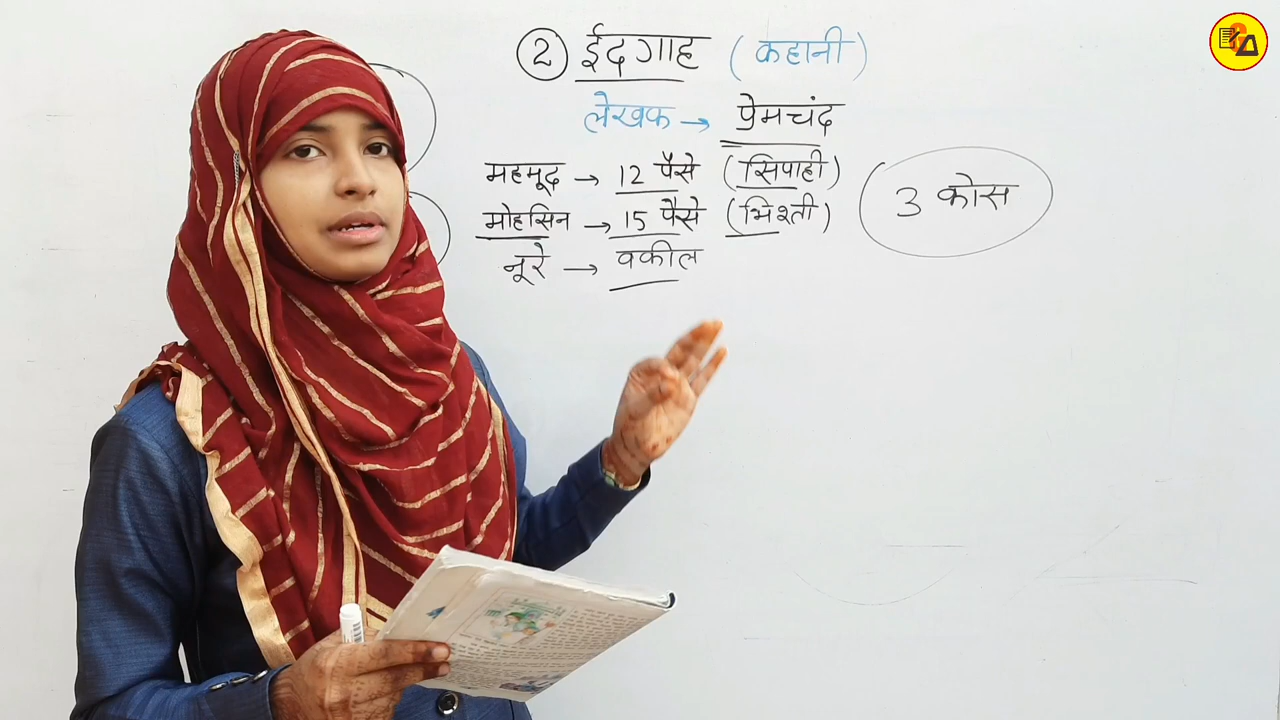 ② ईदगाह (कहानी)
लेखक → प्रेमचंद
महमूद → 12 पैसे (सिपाही)
मोहसिन → 15 पैसे (भिश्ती)
नूरे → वकील
3 कोस